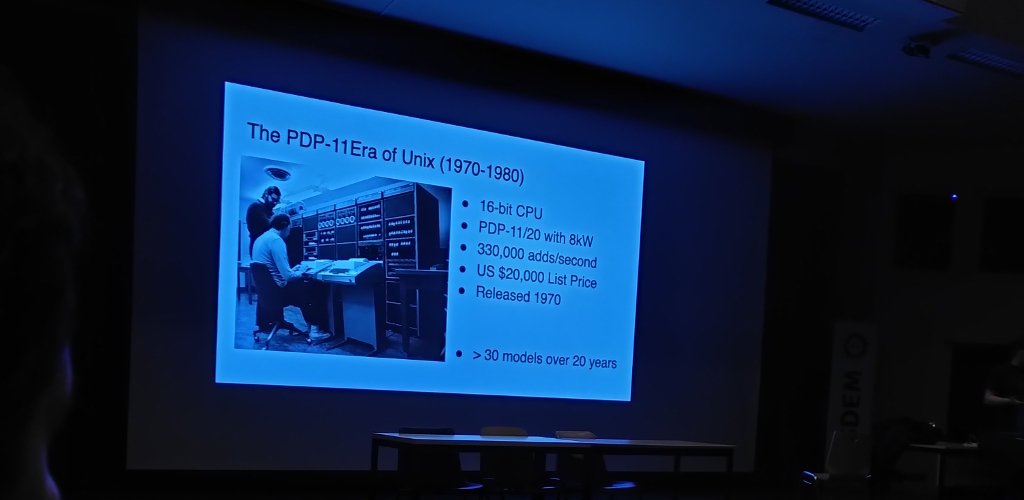 The PDP-11Era of Unix (1970-1980)
• 16-bit CPU
• PDP-11/20 with 8kW
• 330,000 adds/second
• US $20,000 List Price
• Released 1970
• > 30 models over 20 years
.DEM